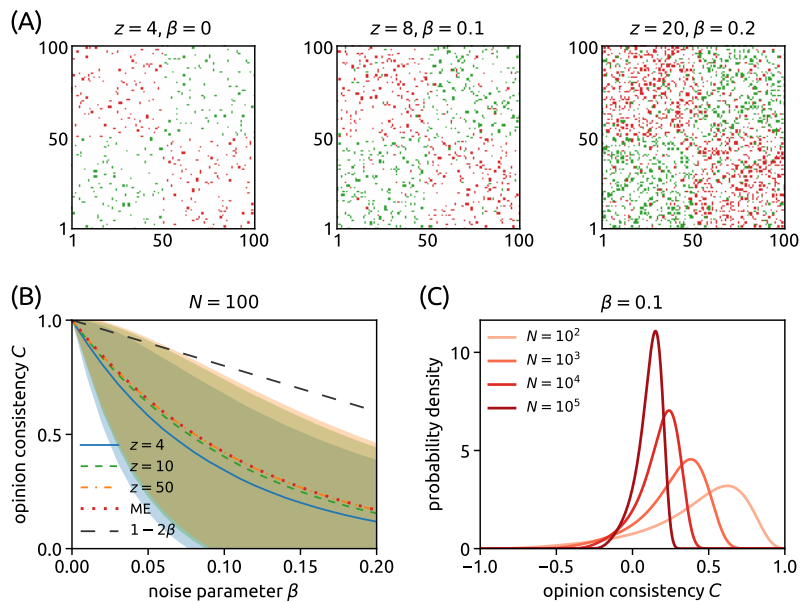 (A)
z = 4, β = 0
z = 8, β = 0.1
z = 20, β = 0.2
100
50
1
1 50 100
100
50
1
1 50 100
100
50
1
1 50 100
(B)
N = 100
opinion consistency C
1.0
0.5
0.0
z = 4
z = 10
z = 50
ME
1 − 2β
0.00 0.05 0.10 0.15 0.20
noise parameter β
(C)
β = 0.1
probability density
10
5
0
N = 10²
N = 10³
N = 10⁴
N = 10⁵
−1.0 −0.5 0.0 0.5 1.0
opinion consistency C